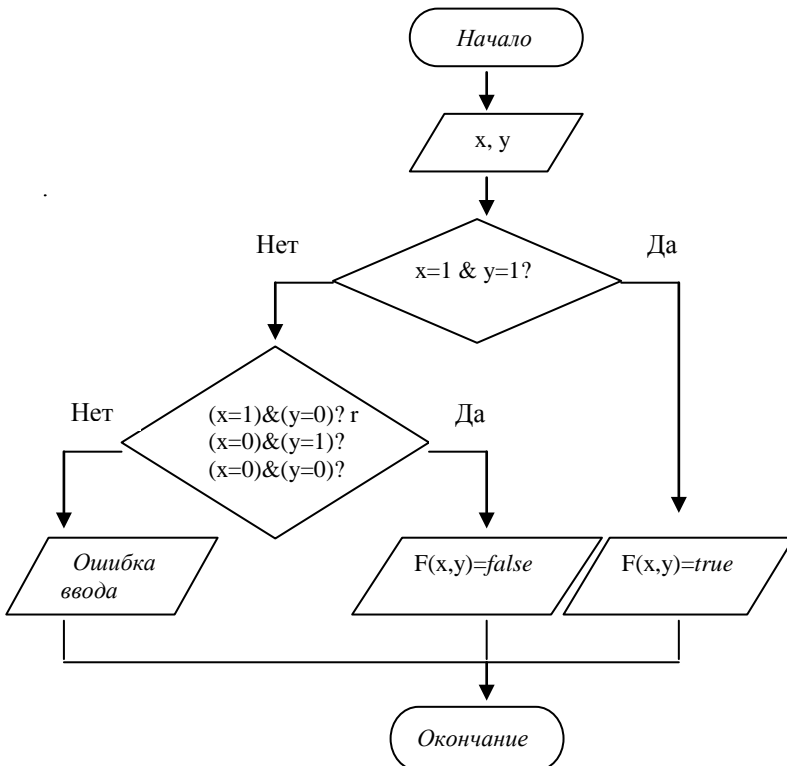 Начало
x, y
Нет
Да
x=1 & y=1?
Нет
(x=1)&(y=0)? r
(x=0)&(y=1)?
(x=0)&(y=0)?
Да
Ошибка
ввода
F(x,y)=false
F(x,y)=true
Окончание